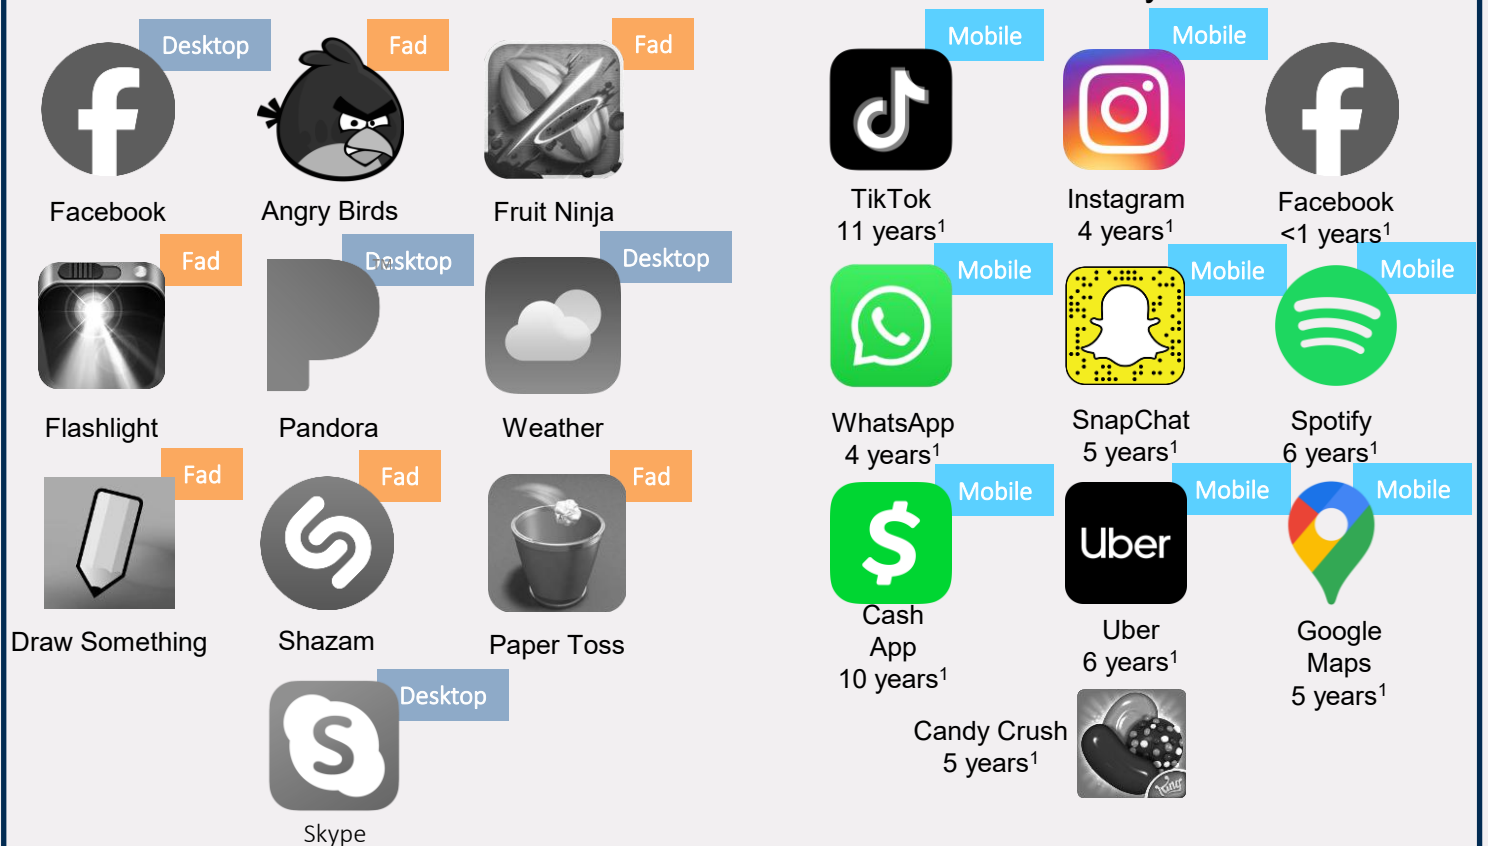 Desktop
Fad
Fad
Facebook
Angry Birds
Fruit Ninja
Fad
Desktop
Desktop
TM
Flashlight
Pandora
Weather
Fad
Fad
Fad
Draw Something
Shazam
Paper Toss
Desktop
S
Skype
Mobile
Mobile
TikTok
11 years¹
Instagram
4 years¹
Facebook
<1 years¹
Mobile
Mobile
Mobile
WhatsApp
4 years¹
SnapChat
5 years¹
Spotify
6 years¹
Mobile
Mobile
Mobile
$
Uber
Cash
App
10 years¹
Uber
6 years¹
Google
Maps
5 years¹
Candy Crush
5 years¹
King